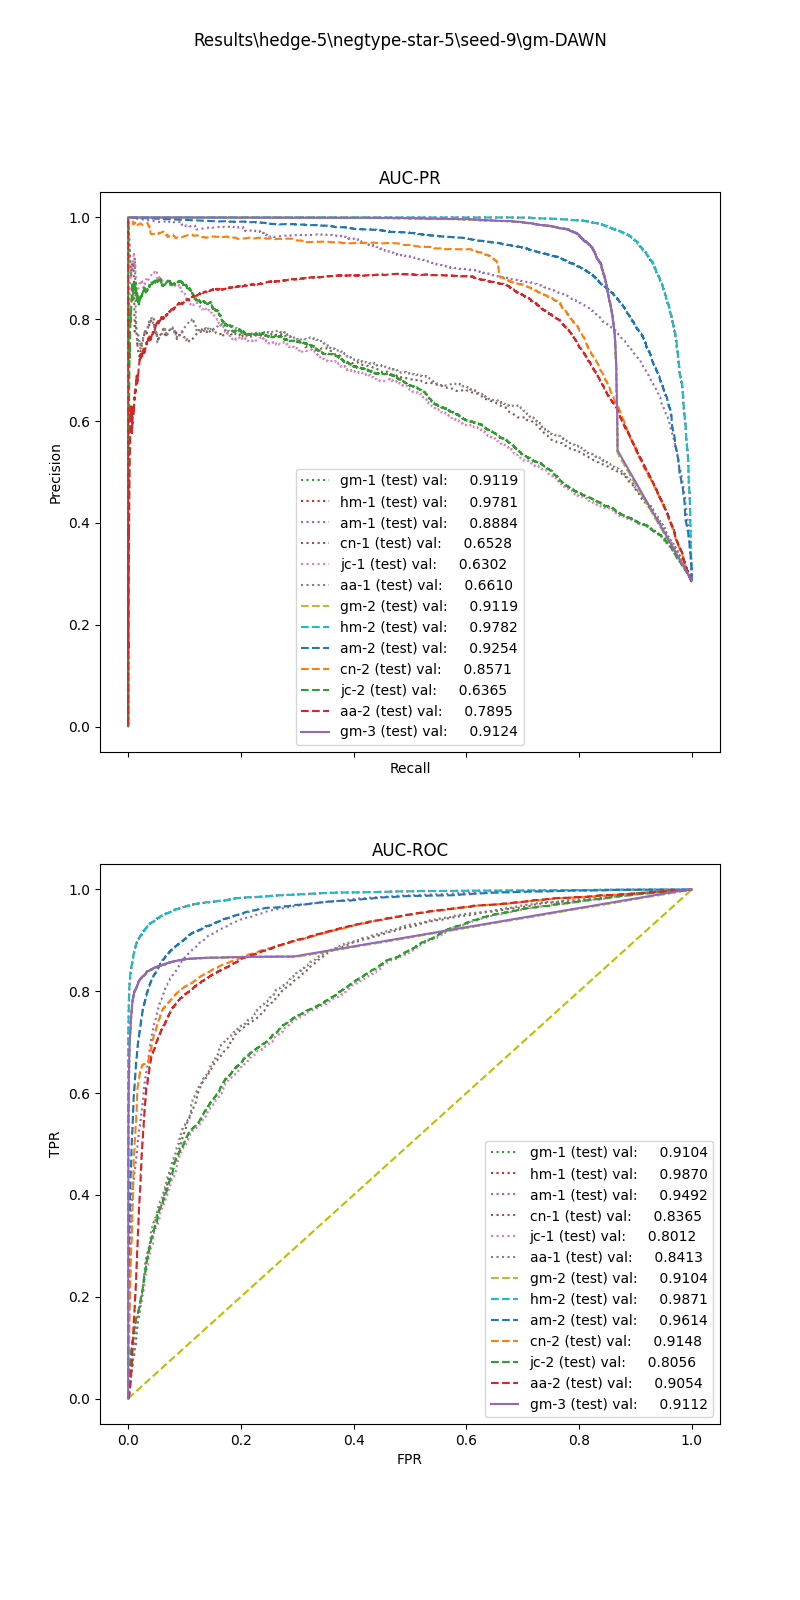 Results\hedge-5\negtype-star-5\seed-9\gm-DAWN
AUC-PR
1.0
0.8
0.6
0.4
0.2
0.0
Precision
gm-1 (test) val: 0.9119
hm-1 (test) val: 0.9781
am-1 (test) val: 0.8884
cn-1 (test) val: 0.6528
jc-1 (test) val: 0.6302
aa-1 (test) val: 0.6610
gm-2 (test) val: 0.9119
hm-2 (test) val: 0.9782
am-2 (test) val: 0.9254
cn-2 (test) val: 0.8571
jc-2 (test) val: 0.6365
aa-2 (test) val: 0.7895
gm-3 (test) val: 0.9124
Recall
AUC-ROC
1.0
0.8
0.6
0.4
0.2
0.0
TPR
gm-1 (test) val: 0.9104
hm-1 (test) val: 0.9870
am-1 (test) val: 0.9492
cn-1 (test) val: 0.8365
jc-1 (test) val: 0.8012
aa-1 (test) val: 0.8413
gm-2 (test) val: 0.9104
hm-2 (test) val: 0.9871
am-2 (test) val: 0.9614
cn-2 (test) val: 0.9148
jc-2 (test) val: 0.8056
aa-2 (test) val: 0.9054
gm-3 (test) val: 0.9112
0.0 0.2 0.4 0.6 0.8 1.0
FPR